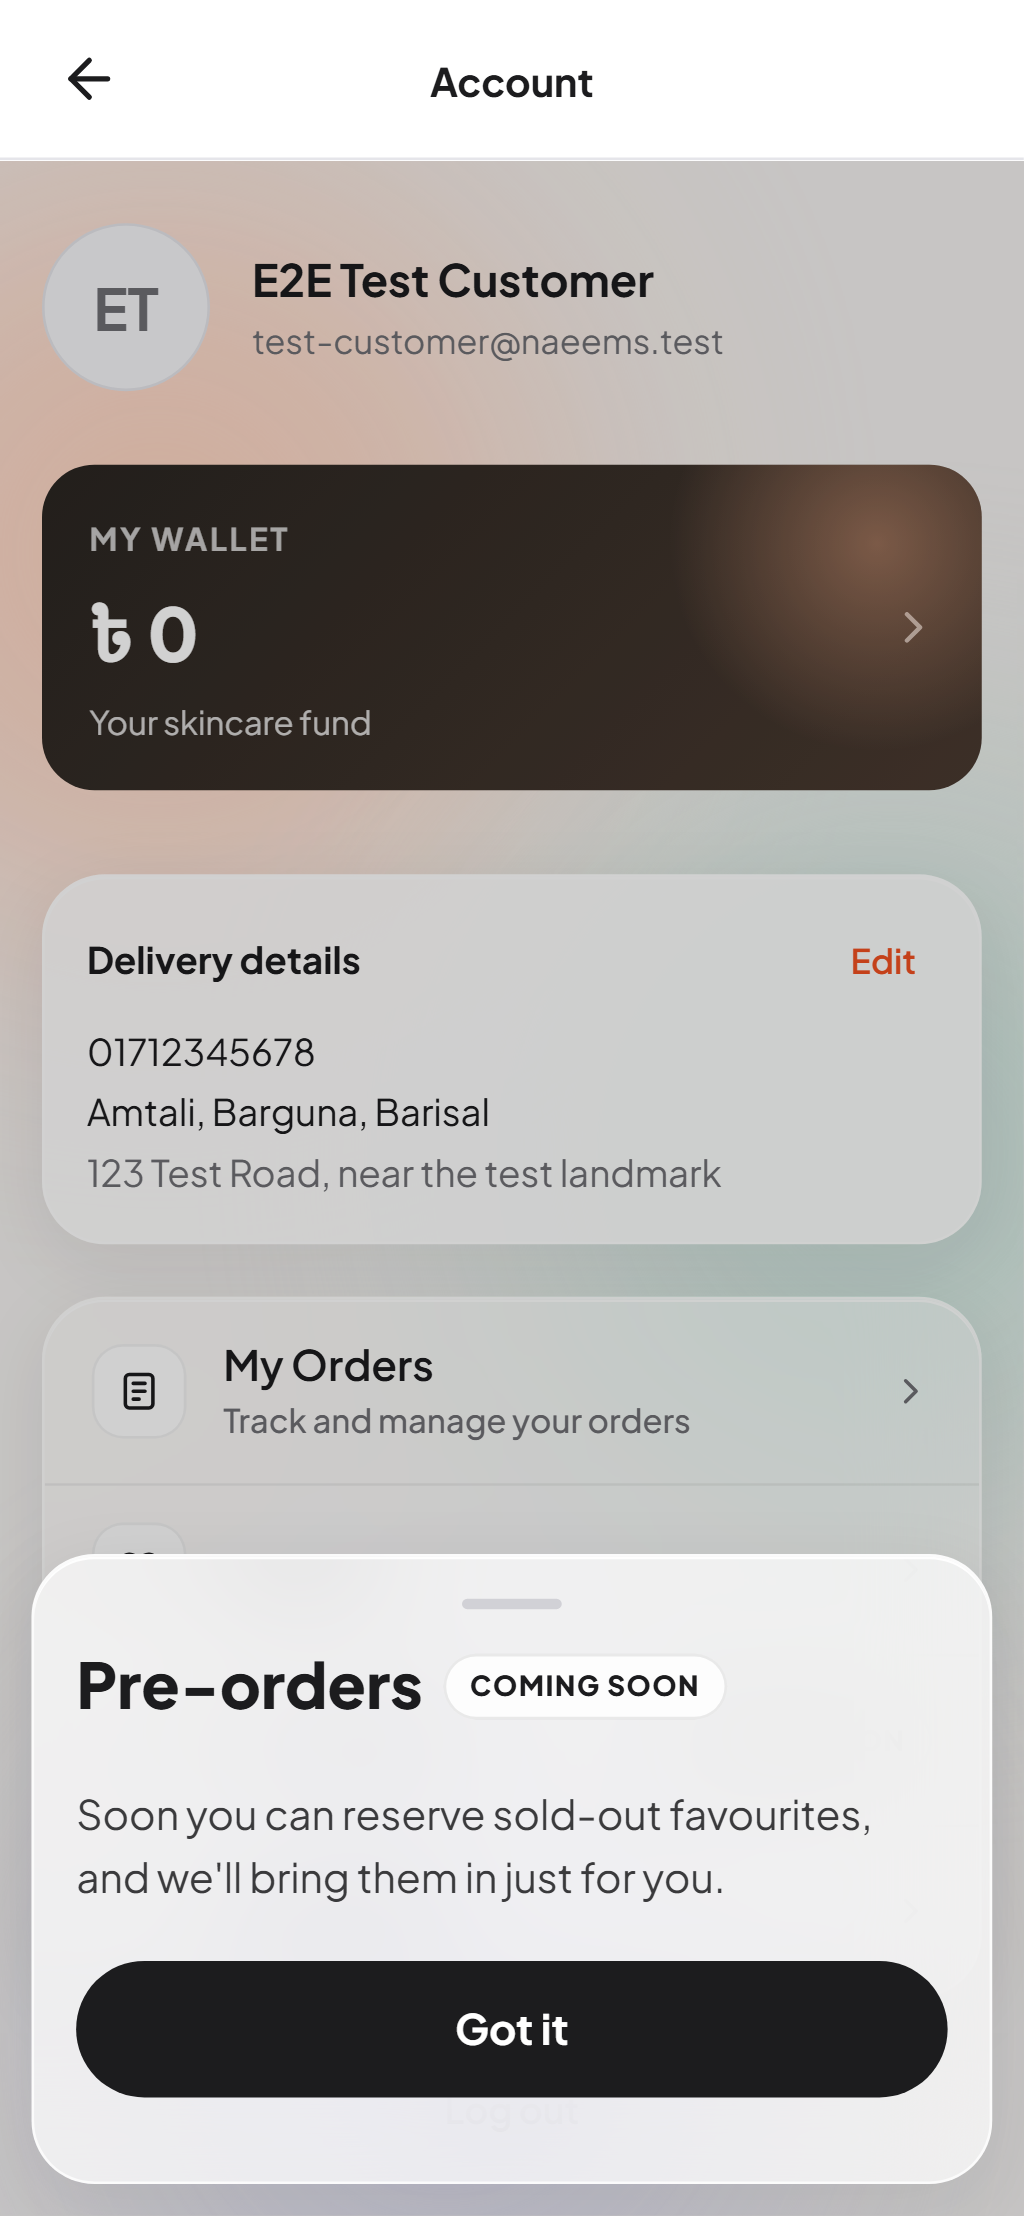 Account
ET
E2E Test Customer
test-customer@naeems.test
MY WALLET
৳ 0
Your skincare fund
Delivery details
Edit
01712345678
Amtali, Barguna, Barisal
123 Test Road, near the test landmark
My Orders
Track and manage your orders
Pre-orders
COMING SOON
Soon you can reserve sold-out favourites,
and we'll bring them in just for you.
Got it
Log out